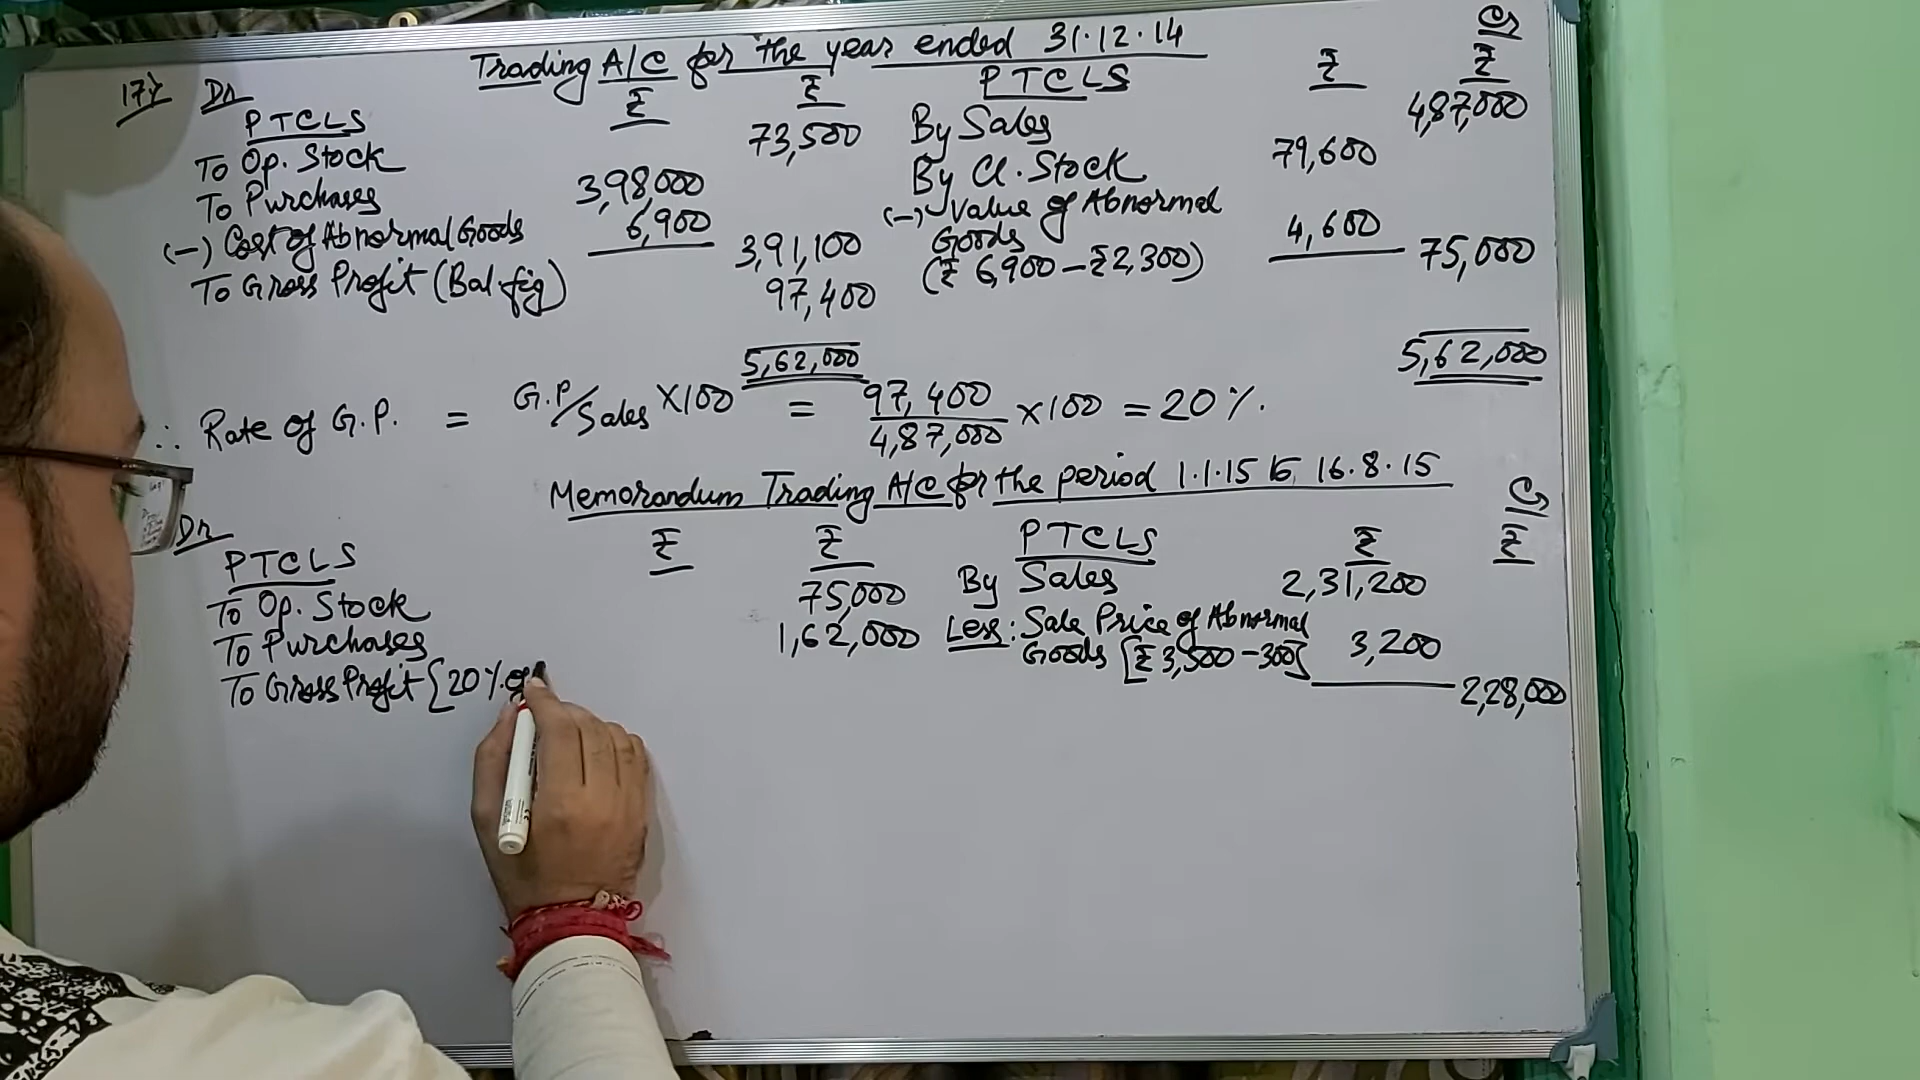 Trading A/C for the year ended 31.12.14
17) Dr Cr
PTCLS ₹ ₹ PTCLS ₹ ₹
To Op. Stock 73,500 By Sales 4,87,000
To Purchases 3,98,000 By Cl. Stock 79,600
(-) Cost of Abnormal Goods 6,900 391,100 (-) Value of Abnormal
Goods 4,600 75,000
To Gross Profit (Bal. fig) 97,400 (₹ 6,900 - ₹2,300)
5,62,000 5,62,000
∴ Rate of G.P. = G.P/Sales X100 = 97,400/4,87,000 X100 = 20%.
Memorandum Trading A/C for the period 1.1.15 to 16.8.15
Dr Cr
PTCLS ₹ ₹ PTCLS ₹ ₹
To Op. Stock 75,000 By Sales 2,31,200
To Purchases 1,62,000 Less: Sale Price of Abnormal
Goods [₹3,500-300] 3,200
To Gross Profit [20%.of 2,28,000